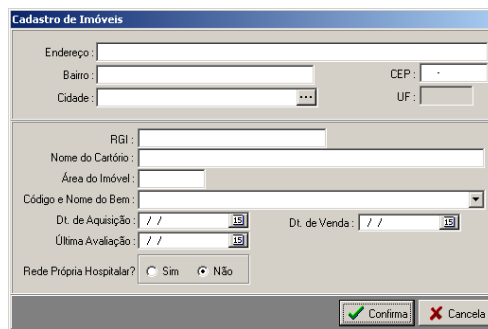 Cadastro de Imóveis
Endereço :
Bairro : CEP : -
Cidade : ... UF :
RGI :
Nome do Cartório :
Área do Imóvel :
Código e Nome do Bem :
Dt. de Aquisição : / / 15 Dt. de Venda : / / 15
Última Avaliação : / / 15
Rede Própria Hospitalar? Sim Não
Confirma Cancela